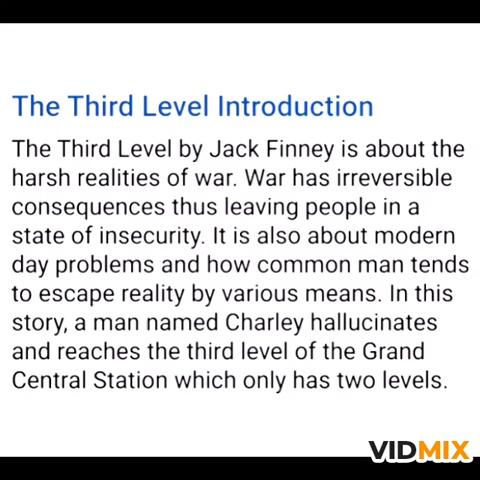 The Third Level Introduction
The Third Level by Jack Finney is about the
harsh realities of war. War has irreversible
consequences thus leaving people in a
state of insecurity. It is also about modern
day problems and how common man tends
to escape reality by various means. In this
story, a man named Charley hallucinates
and reaches the third level of the Grand
Central Station which only has two levels.
VIDMIX